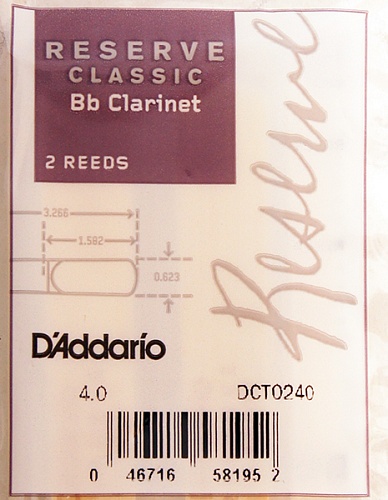 RESERVE
CLASSIC
Bb Clarinet
2 REEDS
Reserve
3.266
1.582
0.623
D'Addario
4.0 DCT0240
0 46716 58195 2